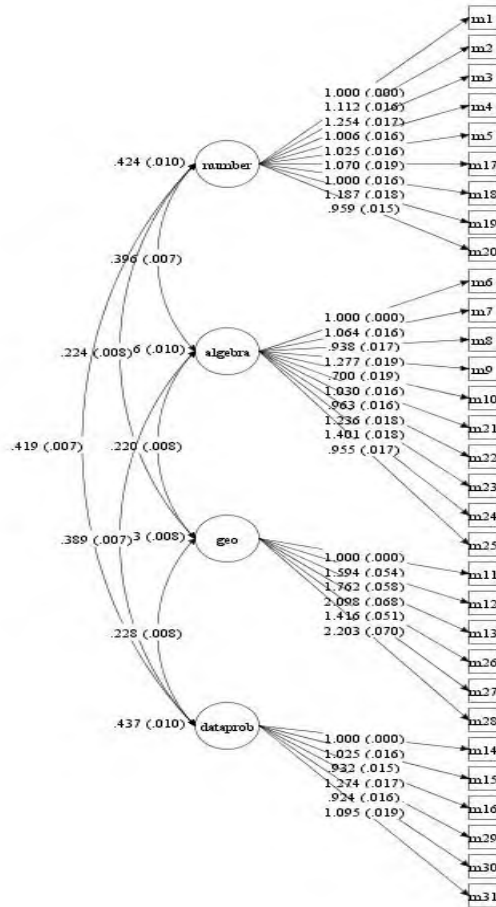 m1
m2
m3
m4
m5
m17
m18
m19
m20
1.000 (.000)
1.112 (.016)
1.254 (.017)
1.006 (.016)
1.025 (.016)
1.070 (.019)
1.000 (.016)
1.187 (.018)
.959 (.015)
.424 (.010)
number
.396 (.007)
m6
m7
m8
m9
m10
m21
m22
m23
m24
m25
1.000 (.000)
1.064 (.016)
.938 (.017)
1.277 (.019)
.700 (.019)
1.030 (.016)
.963 (.016)
1.236 (.018)
1.401 (.018)
.955 (.017)
.224 (.008)
6 (.010)
algebra
.419 (.007)
.220 (.008)
.389 (.007)
3 (.008)
geo
1.000 (.000)
1.594 (.054)
1.762 (.058)
2.098 (.068)
1.416 (.051)
2.203 (.070)
m11
m12
m13
m26
m27
m28
.228 (.008)
.437 (.010)
dataprob
1.000 (.000)
1.025 (.016)
.932 (.015)
1.274 (.017)
.924 (.016)
1.095 (.019)
m14
m15
m16
m29
m30
m31